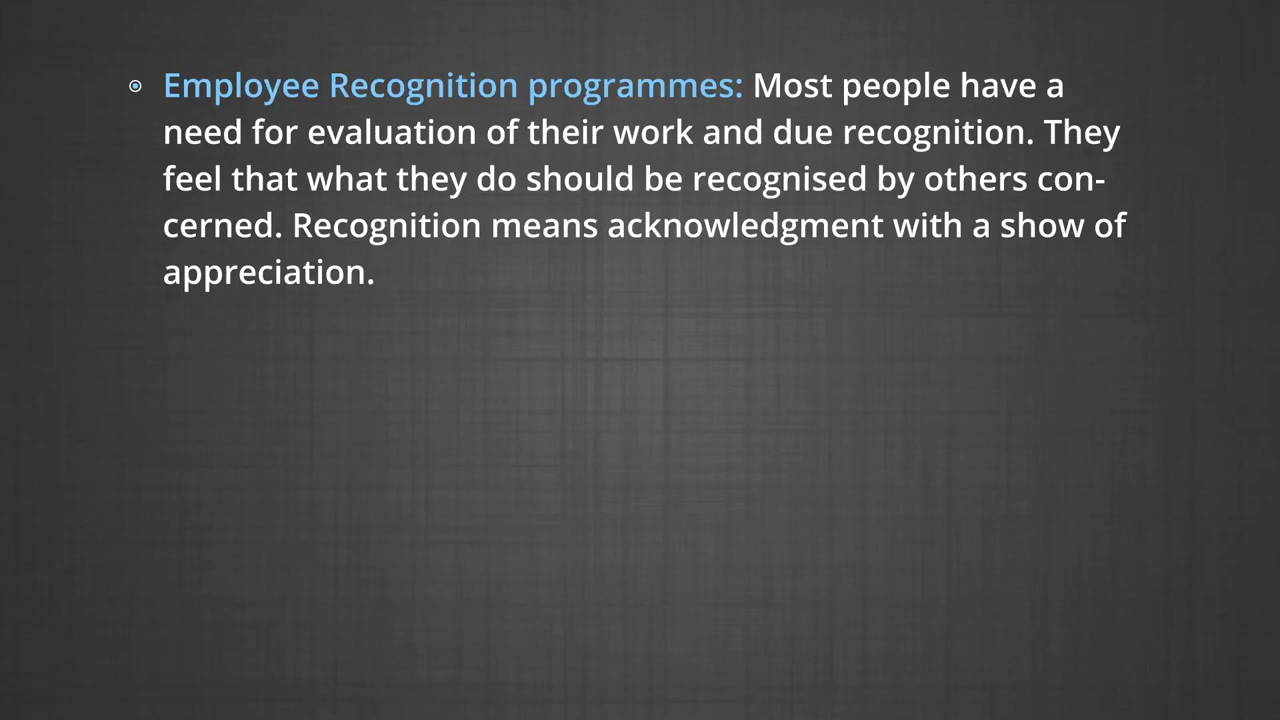 Employee Recognition programmes: Most people have a
need for evaluation of their work and due recognition. They
feel that what they do should be recognised by others con-
cerned. Recognition means acknowledgment with a show of
appreciation.